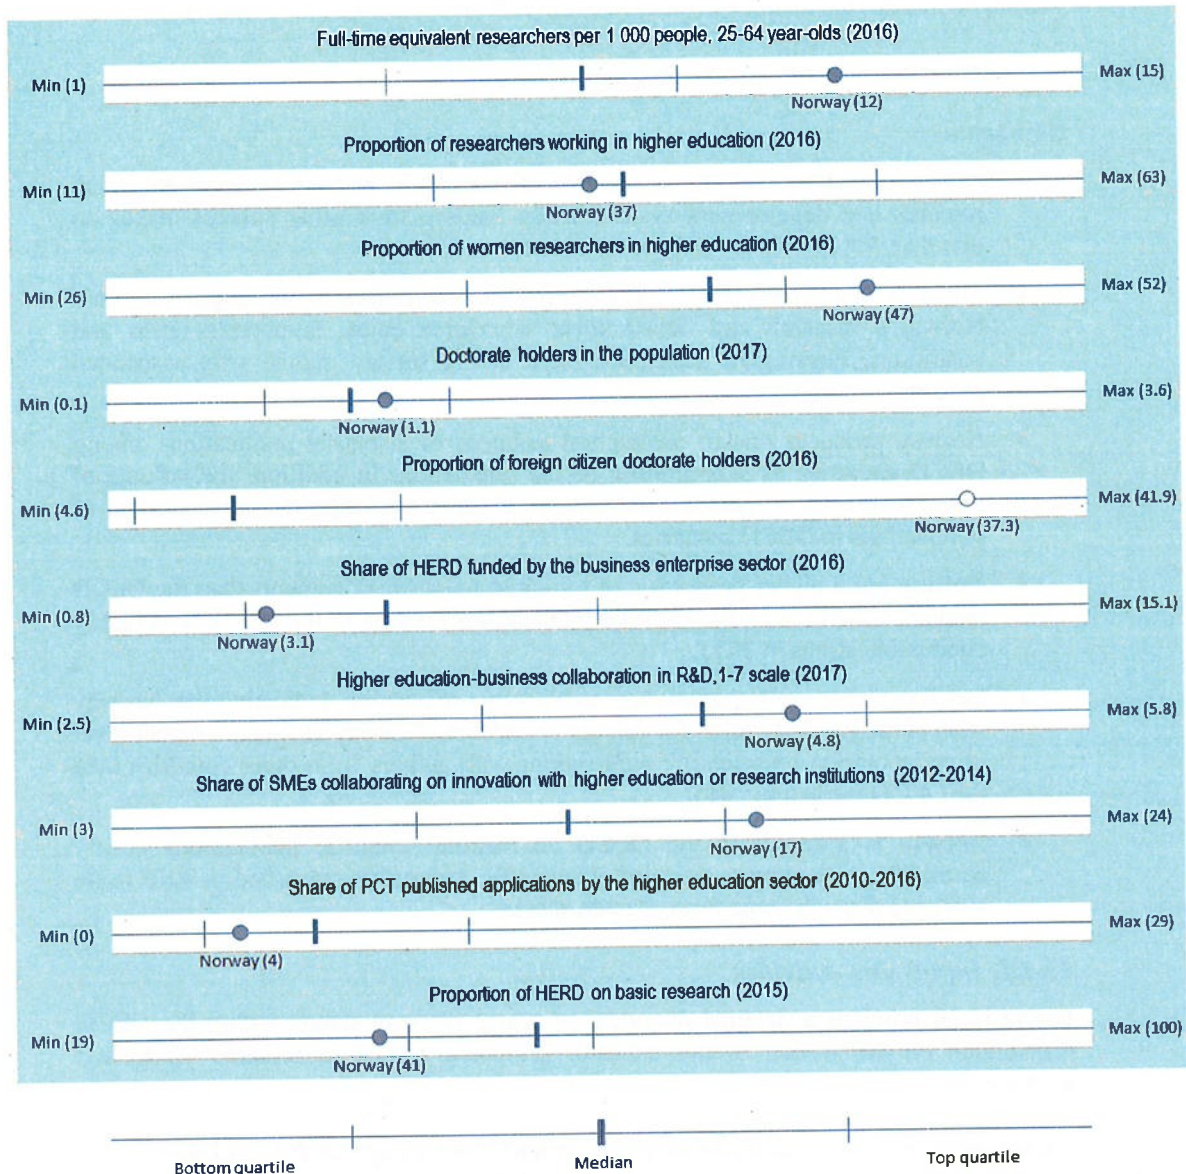 Full-time equivalent researchers per 1 000 people, 25-64 year-olds (2016)
Min (1)
Max (15)
Norway (12)
Proportion of researchers working in higher education (2016)
Min (11)
Max (63)
Norway (37)
Proportion of women researchers in higher education (2016)
Min (26)
Max (52)
Norway (47)
Doctorate holders in the population (2017)
Min (0.1)
Max (3.6)
Norway (1.1)
Proportion of foreign citizen doctorate holders (2016)
Min (4.6)
Max (41.9)
Norway (37.3)
Share of HERD funded by the business enterprise sector (2016)
Min (0.8)
Max (15.1)
Norway (3.1)
Higher education-business collaboration in R&D,1-7 scale (2017)
Min (2.5)
Max (5.8)
Norway (4.8)
Share of SMEs collaborating on innovation with higher education or research institutions (2012-2014)
Min (3)
Max (24)
Norway (17)
Share of PCT published applications by the higher education sector (2010-2016)
Min (0)
Max (29)
Norway (4)
Proportion of HERD on basic research (2015)
Min (19)
Max (100)
Norway (41)
Bottom quartile
Median
Top quartile